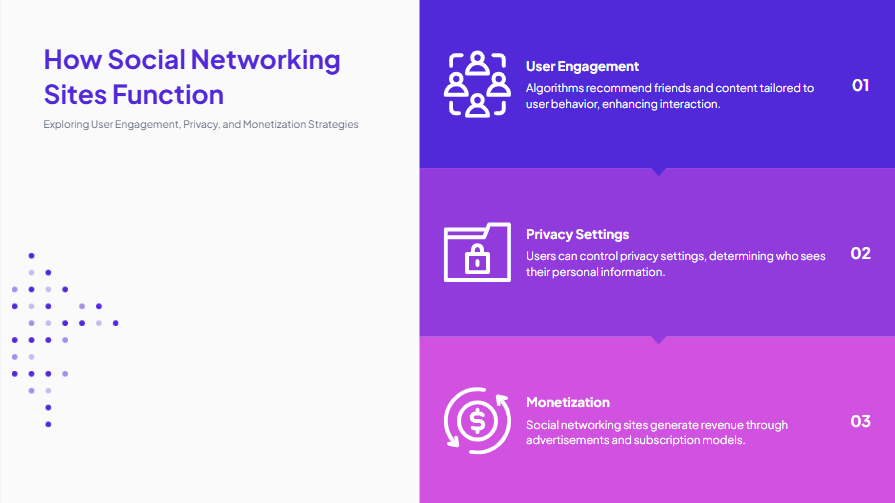 How Social Networking
Sites Function
Exploring User Engagement, Privacy, and Monetization Strategies
User Engagement
Algorithms recommend friends and content tailored to
user behavior, enhancing interaction.
01
Privacy Settings
Users can control privacy settings, determining who sees
their personal information.
02
$
Monetization
Social networking sites generate revenue through
advertisements and subscription models.
03